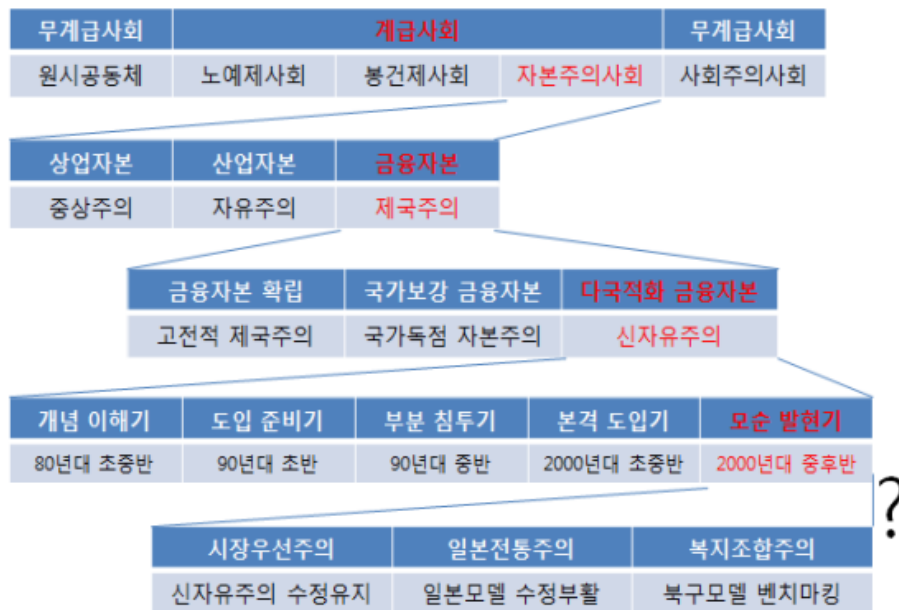 무계급사회 계급사회 무계급사회
원시공동체 노예제사회 봉건제사회 자본주의사회 사회주의사회
상업자본 산업자본 금융자본
중상주의 자유주의 제국주의
금융자본 확립 국가보강 금융자본 다국적화 금융자본
고전적 제국주의 국가독점 자본주의 신자유주의
개념 이해기 도입 준비기 부분 침투기 본격 도입기 모순 발현기
80년대 초중반 90년대 초반 90년대 중반 2000년대 초중반 2000년대 중후반
?
시장우선주의 일본전통주의 복지조합주의
신자유주의 수정유지 일본모델 수정부활 북구모델 벤치마킹